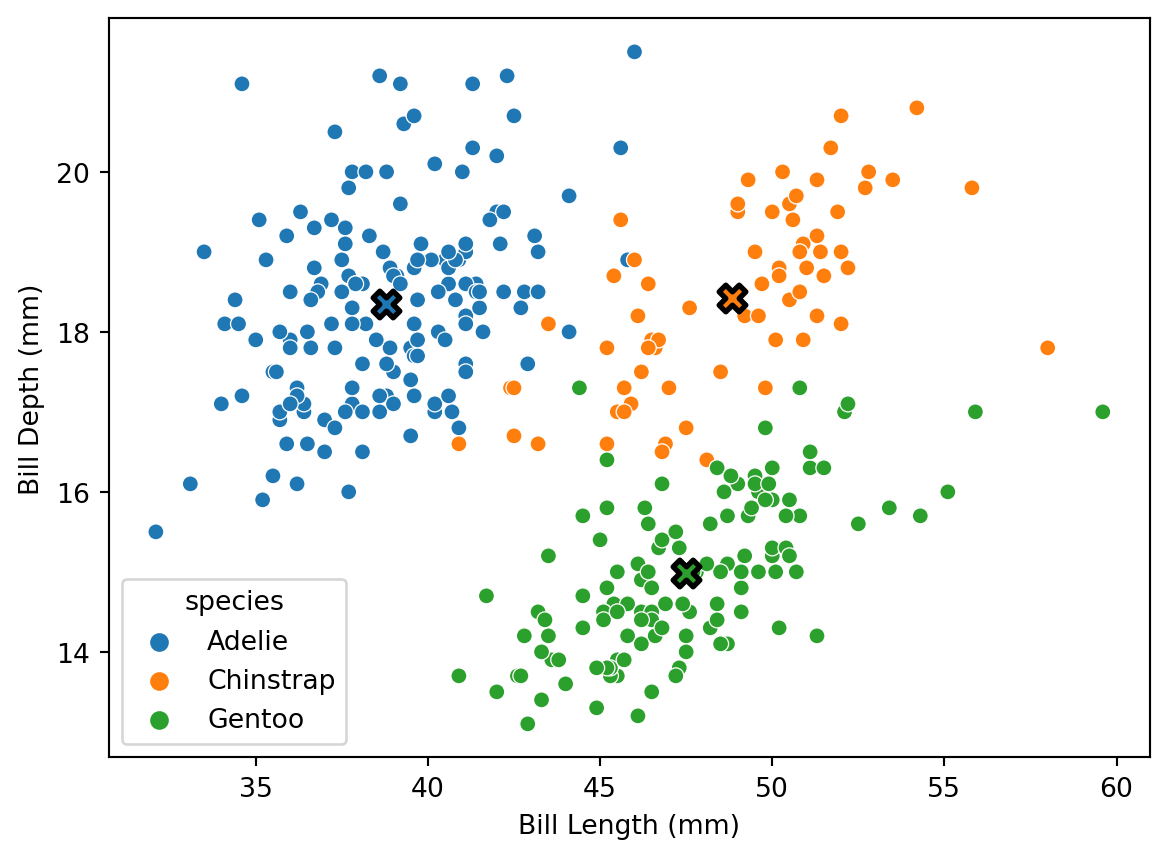 Bill Depth (mm)
20
18
16
14
species
Adelie
Chinstrap
Gentoo
35 40 45 50 55 60
Bill Length (mm)